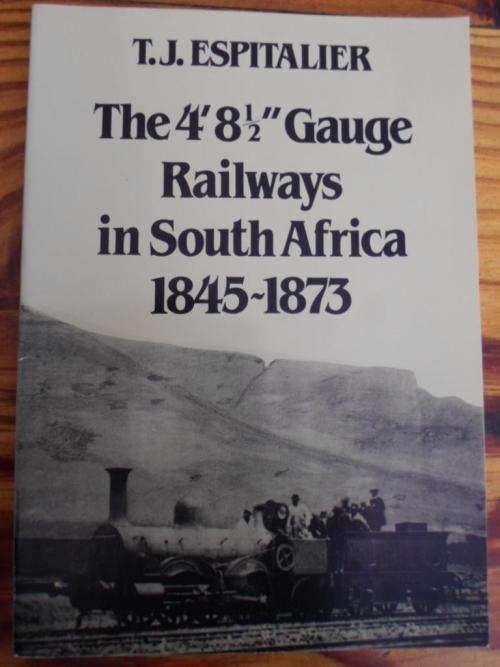 T.J. ESPITALIER
The 4' 8½" Gauge
Railways
in South Africa
1845~1873